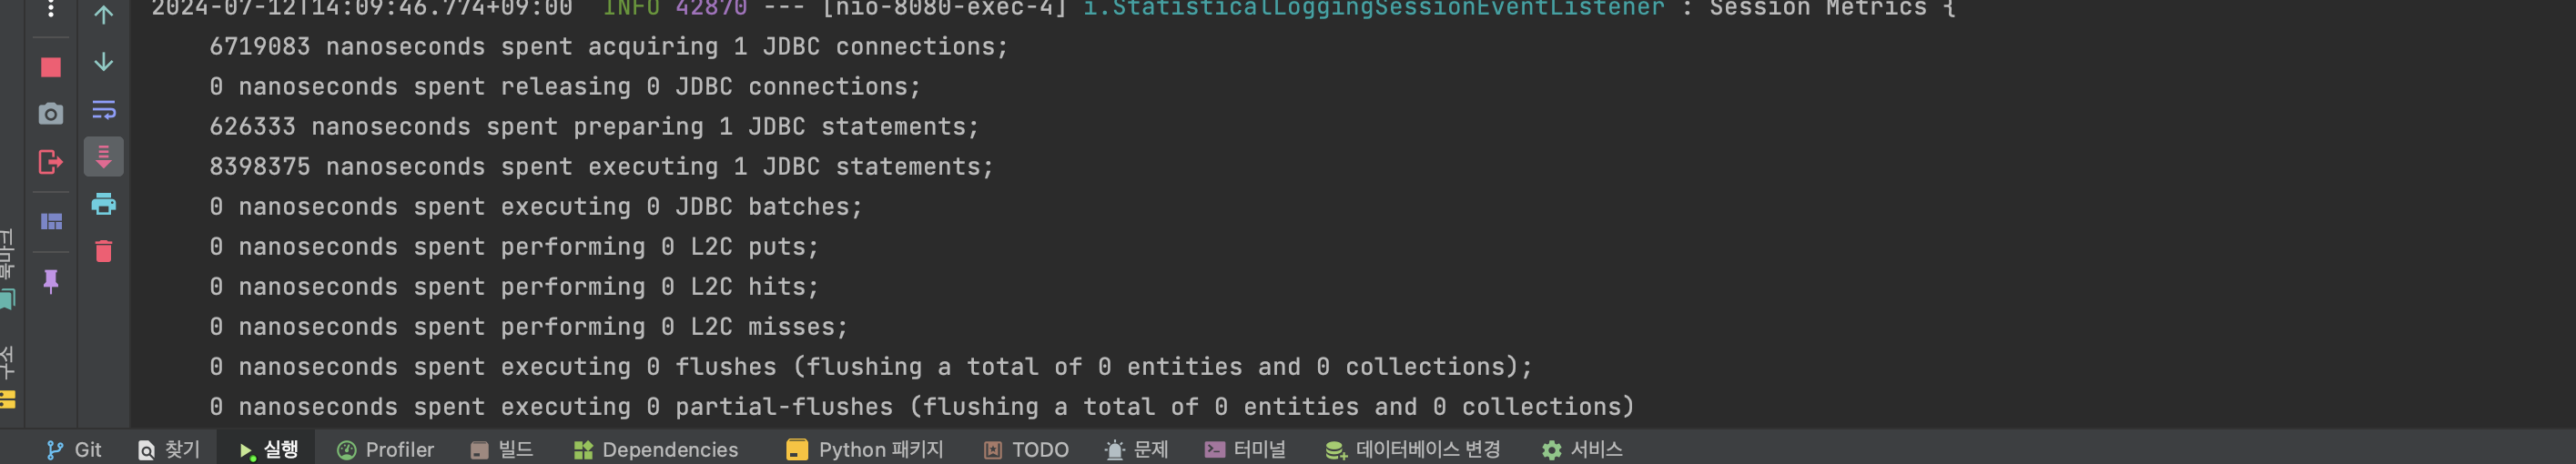 2024-07-12T14:09:46.774+09:00  INFO 42870 --- [nio-8080-exec-4] i.StatisticalLoggingSessionEventListener : Session Metrics {
6719083 nanoseconds spent acquiring 1 JDBC connections;
0 nanoseconds spent releasing 0 JDBC connections;
626333 nanoseconds spent preparing 1 JDBC statements;
8398375 nanoseconds spent executing 1 JDBC statements;
0 nanoseconds spent executing 0 JDBC batches;
0 nanoseconds spent performing 0 L2C puts;
0 nanoseconds spent performing 0 L2C hits;
0 nanoseconds spent performing 0 L2C misses;
0 nanoseconds spent executing 0 flushes (flushing a total of 0 entities and 0 collections);
0 nanoseconds spent executing 0 partial-flushes (flushing a total of 0 entities and 0 collections)
북마크
구조
Git 찾기 실행 Profiler 빌드 Dependencies Python 패키지 TODO 문제 터미널 데이터베이스 변경 서비스